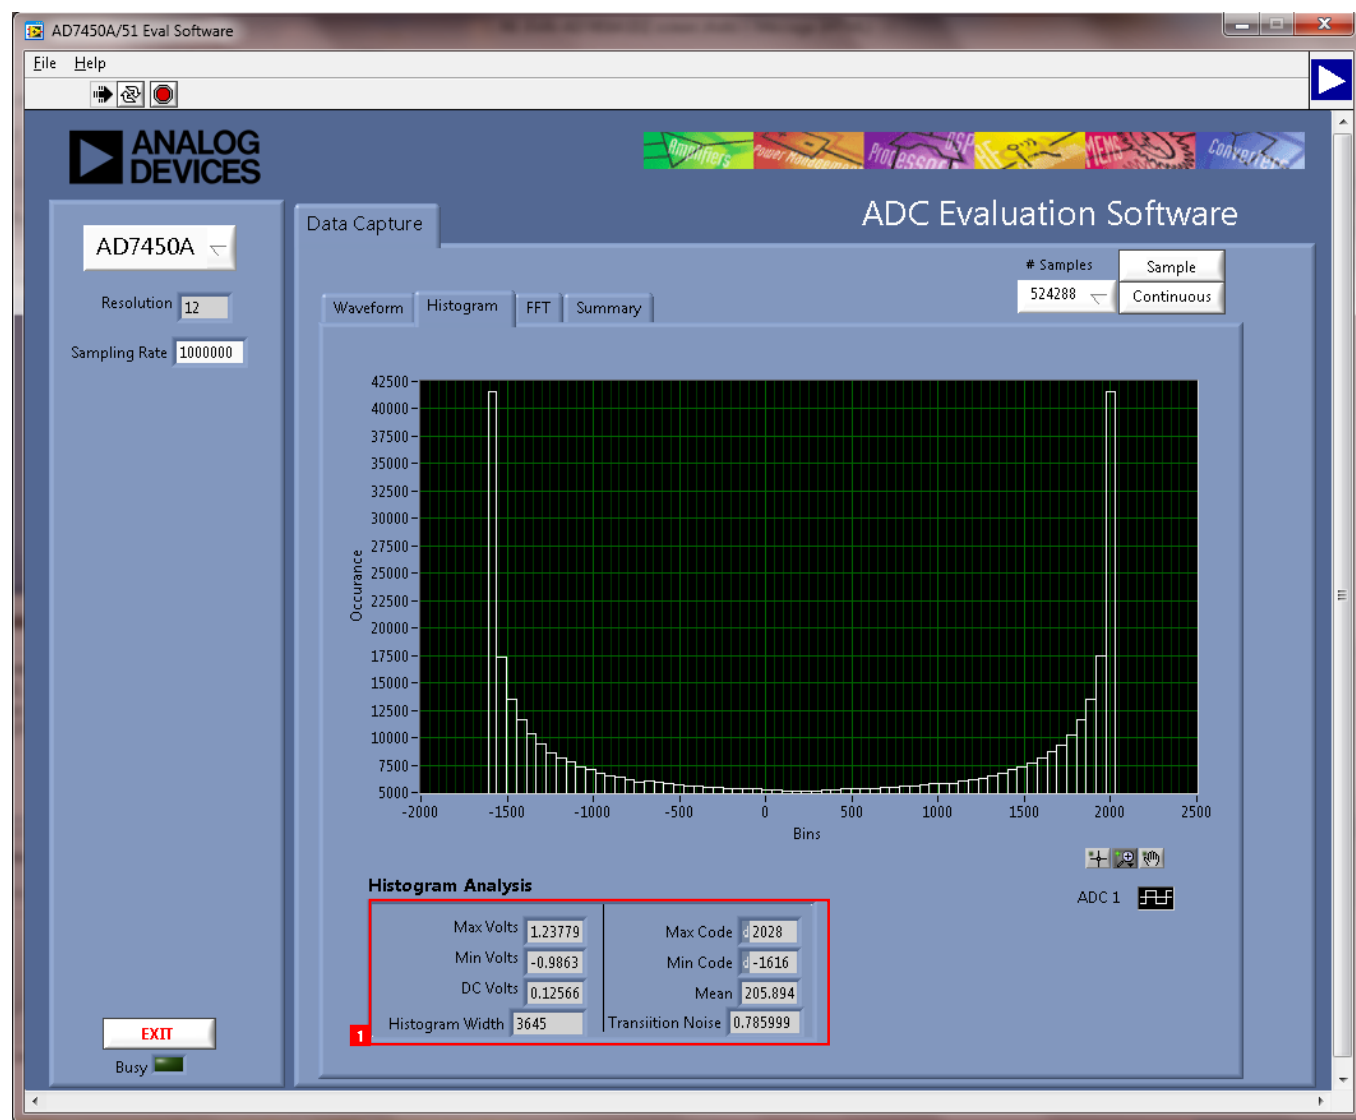 AD7450A/51 Eval Software
File Help
ANALOG
DEVICES
Amplifiers Power Management Processors DSP RF MEMS Converters
ADC Evaluation Software
AD7450A
Resolution 12
Sampling Rate 1000000
Data Capture
# Samples
524288
Sample
Continuous
Waveform Histogram FFT Summary
42500
40000
37500
35000
32500
30000
27500
25000
22500
20000
17500
15000
12500
10000
7500
5000
Occurance
-2000 -1500 -1000 -500 0 500 1000 1500 2000 2500
Bins
ADC 1
Histogram Analysis
Max Volts 1.23779
Min Volts -0.9863
DC Volts 0.12566
Histogram Width 3645
Max Code d 2028
Min Code d -1616
Mean 205.894
Transiition Noise 0.785999
1
EXIT
Busy